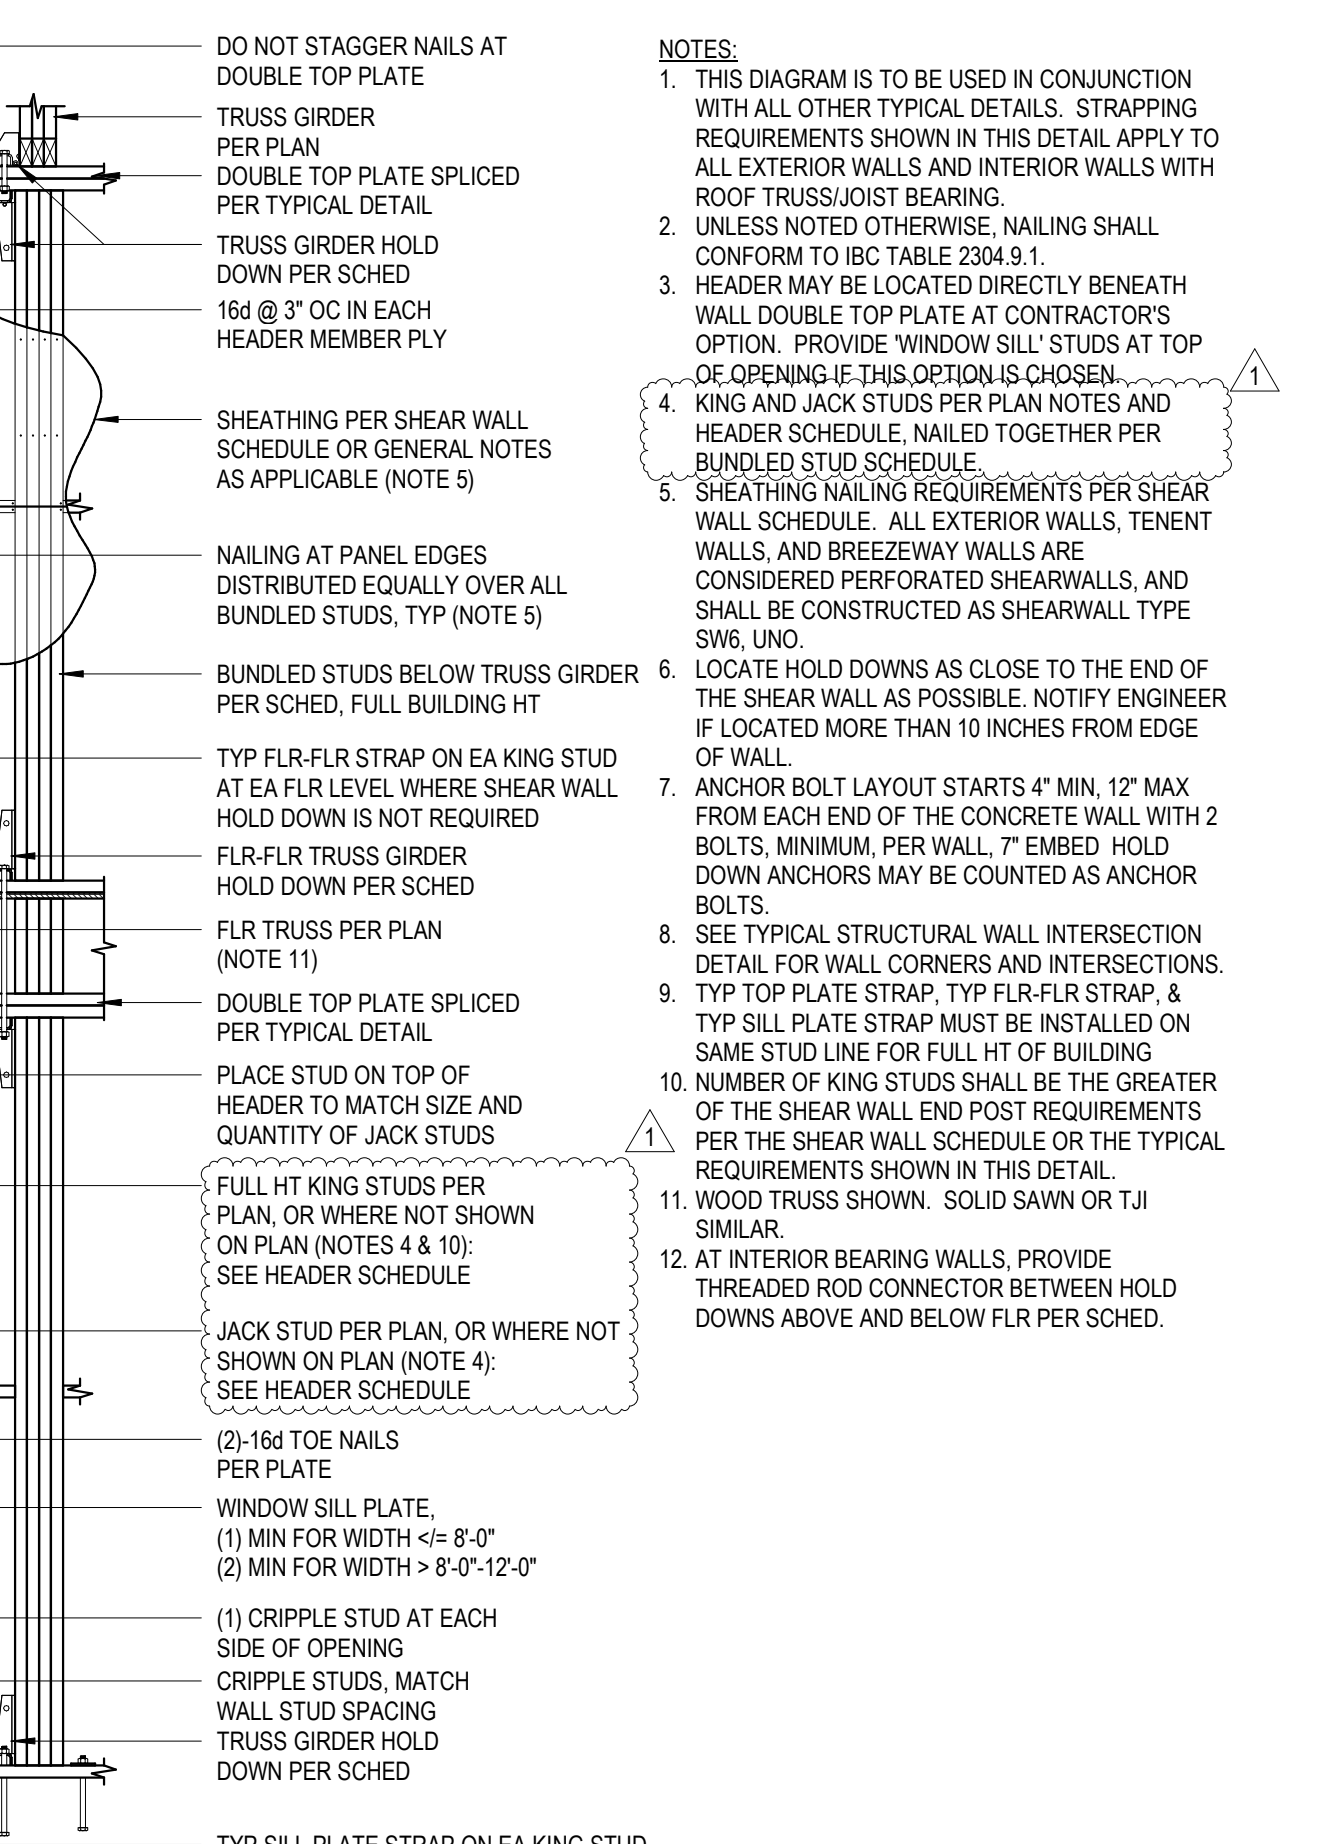 DO NOT STAGGER NAILS AT
DOUBLE TOP PLATE
TRUSS GIRDER
PER PLAN
DOUBLE TOP PLATE SPLICED
PER TYPICAL DETAIL
TRUSS GIRDER HOLD
DOWN PER SCHED
16d @ 3" OC IN EACH
HEADER MEMBER PLY
SHEATHING PER SHEAR WALL
SCHEDULE OR GENERAL NOTES
AS APPLICABLE (NOTE 5)
NAILING AT PANEL EDGES
DISTRIBUTED EQUALLY OVER ALL
BUNDLED STUDS, TYP (NOTE 5)
BUNDLED STUDS BELOW TRUSS GIRDER
PER SCHED, FULL BUILDING HT
TYP FLR-FLR STRAP ON EA KING STUD
AT EA FLR LEVEL WHERE SHEAR WALL
HOLD DOWN IS NOT REQUIRED
FLR-FLR TRUSS GIRDER
HOLD DOWN PER SCHED
FLR TRUSS PER PLAN
(NOTE 11)
DOUBLE TOP PLATE SPLICED
PER TYPICAL DETAIL
PLACE STUD ON TOP OF
HEADER TO MATCH SIZE AND
QUANTITY OF JACK STUDS
1
FULL HT KING STUDS PER
PLAN, OR WHERE NOT SHOWN
ON PLAN (NOTES 4 & 10):
SEE HEADER SCHEDULE
JACK STUD PER PLAN, OR WHERE NOT
SHOWN ON PLAN (NOTE 4):
SEE HEADER SCHEDULE
(2)-16d TOE NAILS
PER PLATE
WINDOW SILL PLATE,
(1) MIN FOR WIDTH </= 8'-0"
(2) MIN FOR WIDTH > 8'-0"-12'-0"
(1) CRIPPLE STUD AT EACH
SIDE OF OPENING
CRIPPLE STUDS, MATCH
WALL STUD SPACING
TRUSS GIRDER HOLD
DOWN PER SCHED
TYP SILL PLATE STRAP ON EA KING STUD
NOTES:
1. THIS DIAGRAM IS TO BE USED IN CONJUNCTION
WITH ALL OTHER TYPICAL DETAILS. STRAPPING
REQUIREMENTS SHOWN IN THIS DETAIL APPLY TO
ALL EXTERIOR WALLS AND INTERIOR WALLS WITH
ROOF TRUSS/JOIST BEARING.
2. UNLESS NOTED OTHERWISE, NAILING SHALL
CONFORM TO IBC TABLE 2304.9.1.
3. HEADER MAY BE LOCATED DIRECTLY BENEATH
WALL DOUBLE TOP PLATE AT CONTRACTOR'S
OPTION. PROVIDE 'WINDOW SILL' STUDS AT TOP
OF OPENING IF THIS OPTION IS CHOSEN.
1
4. KING AND JACK STUDS PER PLAN NOTES AND
HEADER SCHEDULE, NAILED TOGETHER PER
BUNDLED STUD SCHEDULE.
5. SHEATHING NAILING REQUIREMENTS PER SHEAR
WALL SCHEDULE. ALL EXTERIOR WALLS, TENENT
WALLS, AND BREEZEWAY WALLS ARE
CONSIDERED PERFORATED SHEARWALLS, AND
SHALL BE CONSTRUCTED AS SHEARWALL TYPE
SW6, UNO.
6. LOCATE HOLD DOWNS AS CLOSE TO THE END OF
THE SHEAR WALL AS POSSIBLE. NOTIFY ENGINEER
IF LOCATED MORE THAN 10 INCHES FROM EDGE
OF WALL.
7. ANCHOR BOLT LAYOUT STARTS 4" MIN, 12" MAX
FROM EACH END OF THE CONCRETE WALL WITH 2
BOLTS, MINIMUM, PER WALL, 7" EMBED HOLD
DOWN ANCHORS MAY BE COUNTED AS ANCHOR
BOLTS.
8. SEE TYPICAL STRUCTURAL WALL INTERSECTION
DETAIL FOR WALL CORNERS AND INTERSECTIONS.
9. TYP TOP PLATE STRAP, TYP FLR-FLR STRAP, &
TYP SILL PLATE STRAP MUST BE INSTALLED ON
SAME STUD LINE FOR FULL HT OF BUILDING
10. NUMBER OF KING STUDS SHALL BE THE GREATER
OF THE SHEAR WALL END POST REQUIREMENTS
PER THE SHEAR WALL SCHEDULE OR THE TYPICAL
REQUIREMENTS SHOWN IN THIS DETAIL.
11. WOOD TRUSS SHOWN. SOLID SAWN OR TJI
SIMILAR.
12. AT INTERIOR BEARING WALLS, PROVIDE
THREADED ROD CONNECTOR BETWEEN HOLD
DOWNS ABOVE AND BELOW FLR PER SCHED.